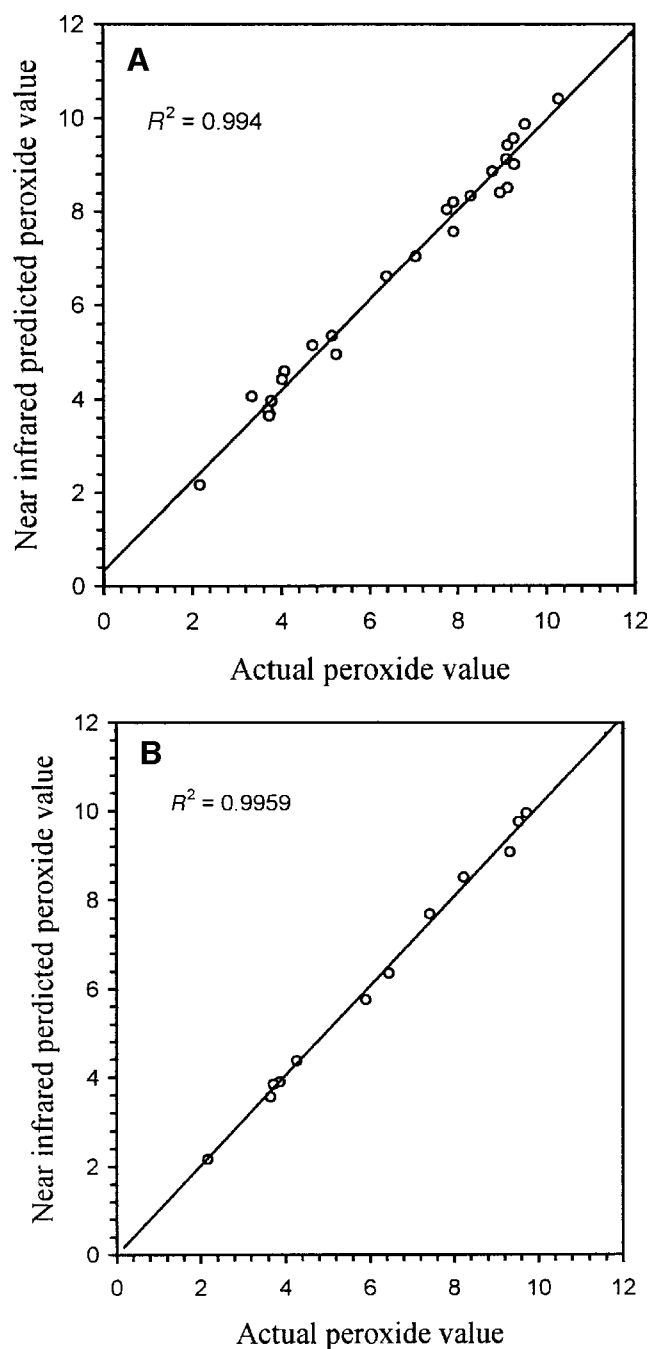 12
A
R² = 0.994
10
8
6
4
2
0
Near infrared predicted peroxide value
0 2 4 6 8 10 12
Actual peroxide value
12
B
R² = 0.9959
10
8
6
4
2
0
Near infrared perdicted peroxide value
0 2 4 6 8 10 12
Actual peroxide value